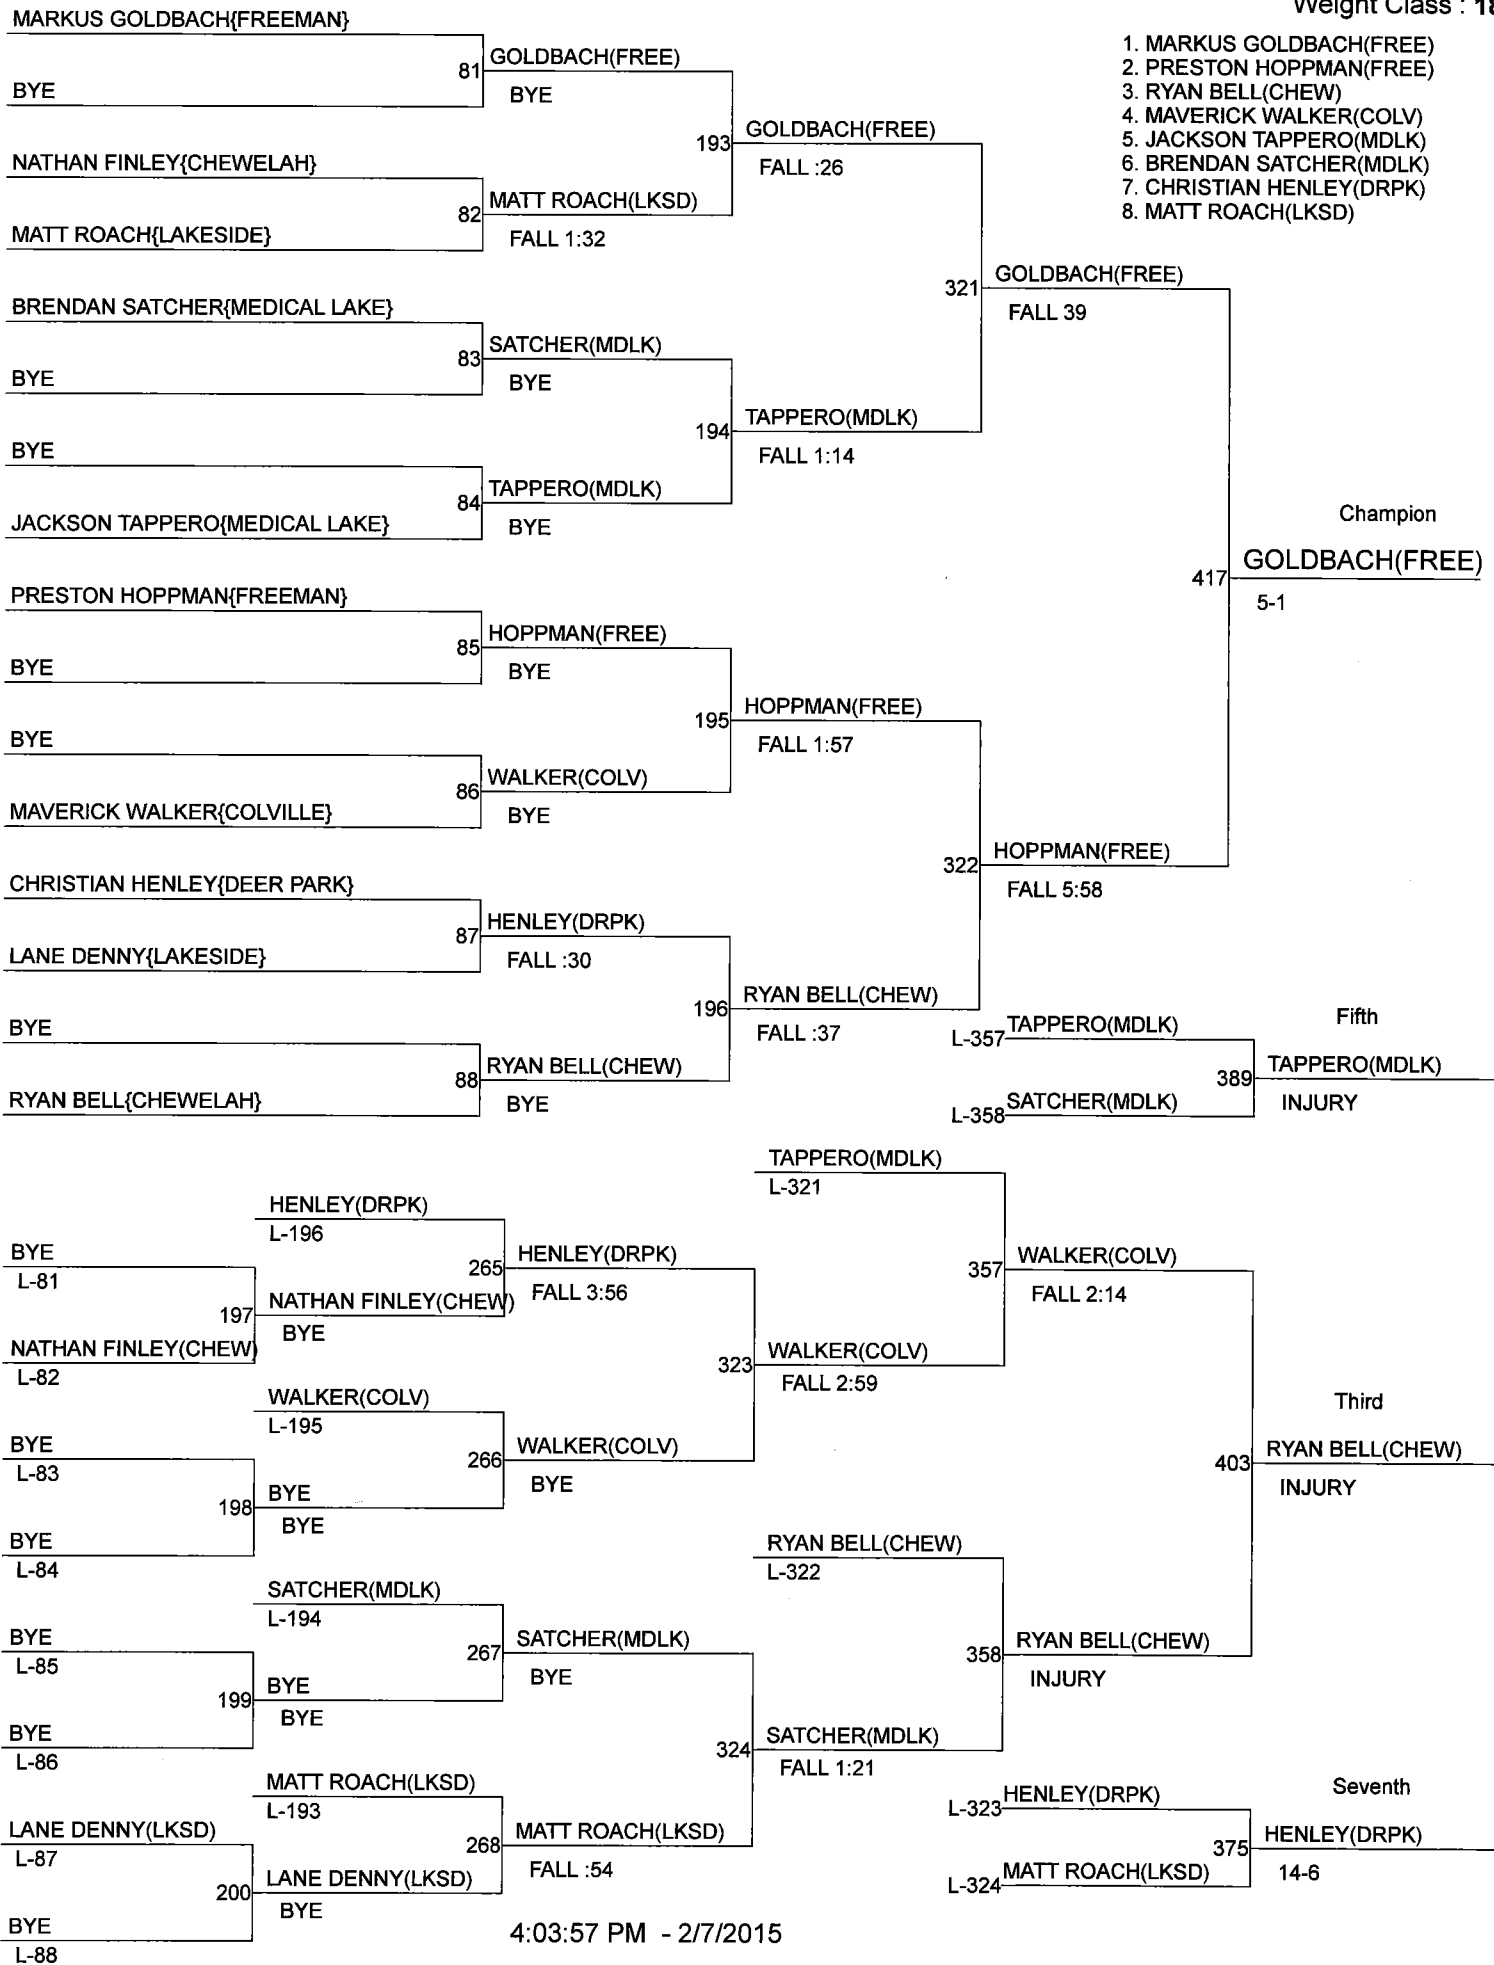 Weight Class :
1. MARKUS GOLDBACH(FREE)
2. PRESTON HOPPMAN(FREE)
3. RYAN BELL(CHEW)
4. MAVERICK WALKER(COLV)
5. JACKSON TAPPERO(MDLK)
6. BRENDAN SATCHER(MDLK)
7. CHRISTIAN HENLEY(DRPK)
8. MATT ROACH(LKSD)
MARKUS GOLDBACH{FREEMAN}
81 GOLDBACH(FREE)
BYE
BYE
193 GOLDBACH(FREE)
FALL :26
NATHAN FINLEY{CHEWELAH}
82 MATT ROACH(LKSD)
FALL 1:32
MATT ROACH{LAKESIDE}
321 GOLDBACH(FREE)
FALL 39
BRENDAN SATCHER{MEDICAL LAKE}
83 SATCHER(MDLK)
BYE
BYE
194 TAPPERO(MDLK)
FALL 1:14
BYE
84 TAPPERO(MDLK)
BYE
JACKSON TAPPERO{MEDICAL LAKE}
Champion
417 GOLDBACH(FREE)
5-1
PRESTON HOPPMAN{FREEMAN}
85 HOPPMAN(FREE)
BYE
BYE
195 HOPPMAN(FREE)
FALL 1:57
BYE
86 WALKER(COLV)
BYE
MAVERICK WALKER{COLVILLE}
322 HOPPMAN(FREE)
FALL 5:58
CHRISTIAN HENLEY{DEER PARK}
87 HENLEY(DRPK)
FALL :30
LANE DENNY{LAKESIDE}
196 RYAN BELL(CHEW)
FALL :37
BYE
88 RYAN BELL(CHEW)
BYE
RYAN BELL{CHEWELAH}
Fifth
L-357 TAPPERO(MDLK)
389 TAPPERO(MDLK)
INJURY
L-358 SATCHER(MDLK)
TAPPERO(MDLK)
L-321
HENLEY(DRPK)
L-196
BYE
L-81
265 HENLEY(DRPK)
FALL 3:56
197 NATHAN FINLEY(CHEW)
BYE
NATHAN FINLEY(CHEW)
L-82
357 WALKER(COLV)
FALL 2:14
323 WALKER(COLV)
FALL 2:59
WALKER(COLV)
L-195
BYE
L-83
266 WALKER(COLV)
BYE
198 BYE
BYE
BYE
L-84
Third
403 RYAN BELL(CHEW)
INJURY
RYAN BELL(CHEW)
L-322
SATCHER(MDLK)
L-194
BYE
L-85
267 SATCHER(MDLK)
BYE
199 BYE
BYE
BYE
L-86
358 RYAN BELL(CHEW)
INJURY
324 SATCHER(MDLK)
FALL 1:21
MATT ROACH(LKSD)
L-193
LANE DENNY(LKSD)
L-87
268 MATT ROACH(LKSD)
FALL :54
200 LANE DENNY(LKSD)
BYE
BYE
L-88
Seventh
L-323 HENLEY(DRPK)
375 HENLEY(DRPK)
14-6
L-324 MATT ROACH(LKSD)
4:03:57 PM - 2/7/2015